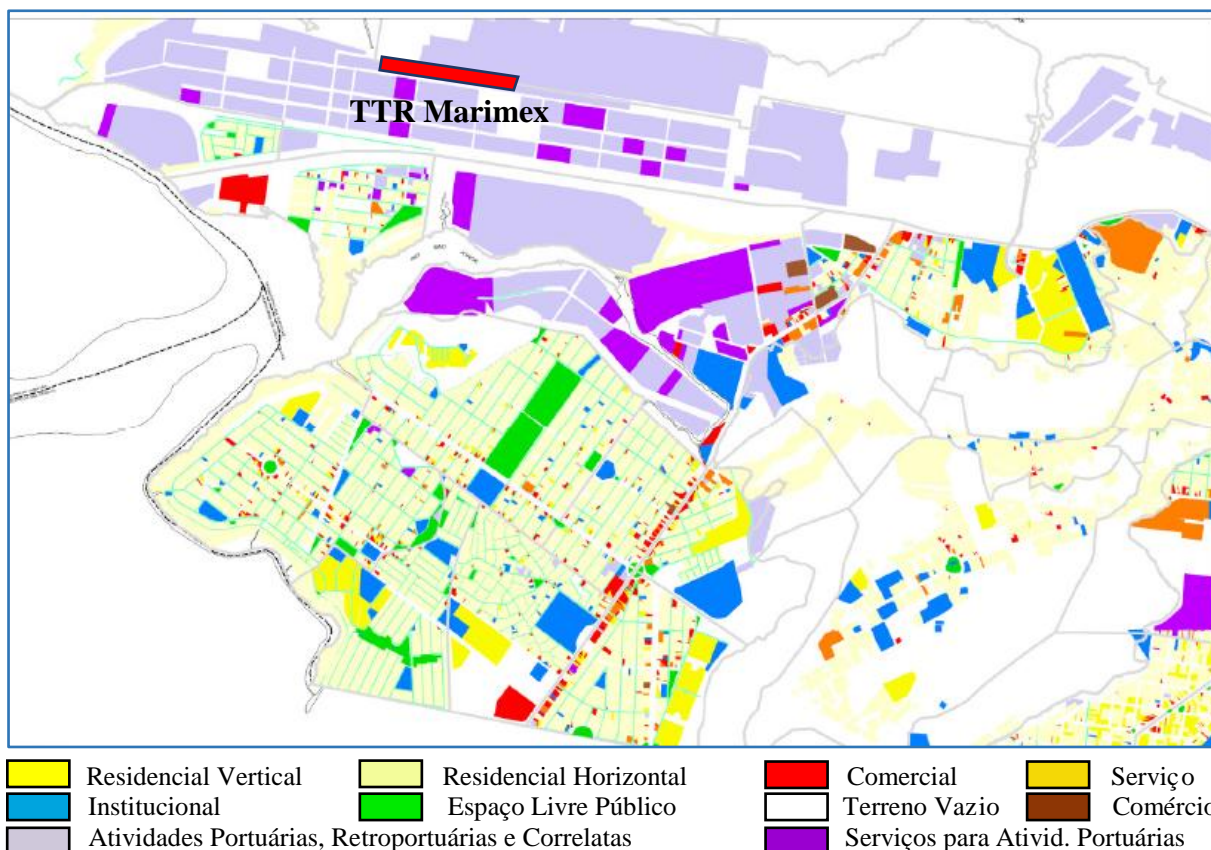 TTR Marimex
Residencial Vertical
Residencial Horizontal
Comercial
Serviço
Institucional
Espaço Livre Público
Terreno Vazio
Comércio
Atividades Portuárias, Retroportuárias e Correlatas
Serviços para Ativid. Portuárias